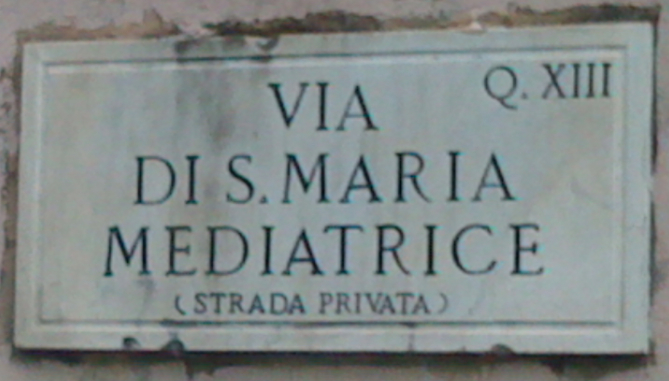 Q. XIII
VIA
DI S. MARIA
MEDIATRICE
(STRADA PRIVATA)